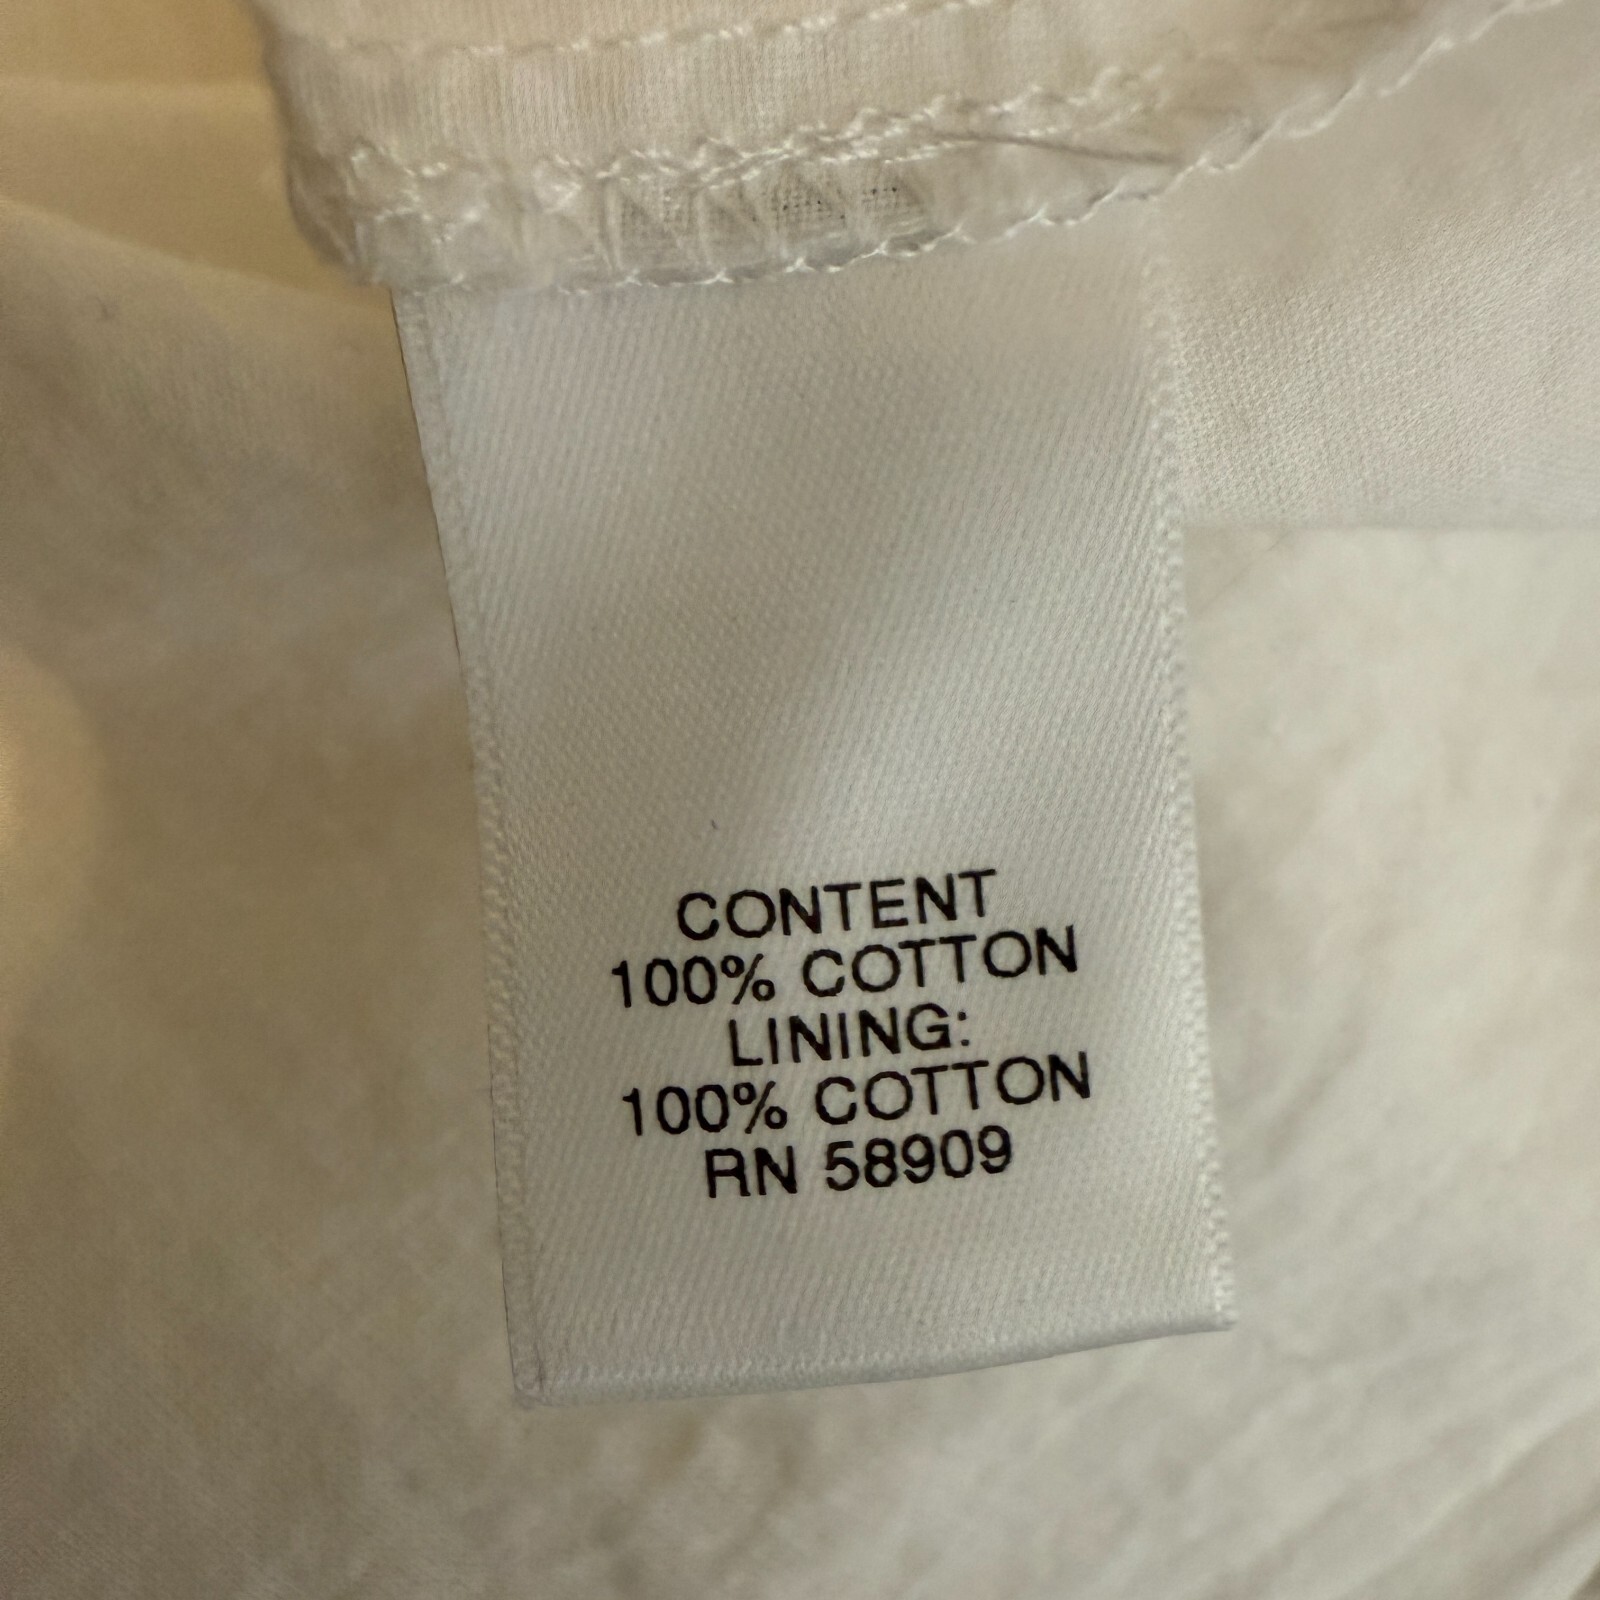 CONTENT
100% COTTON
LINING:
100% COTTON
RN 58909